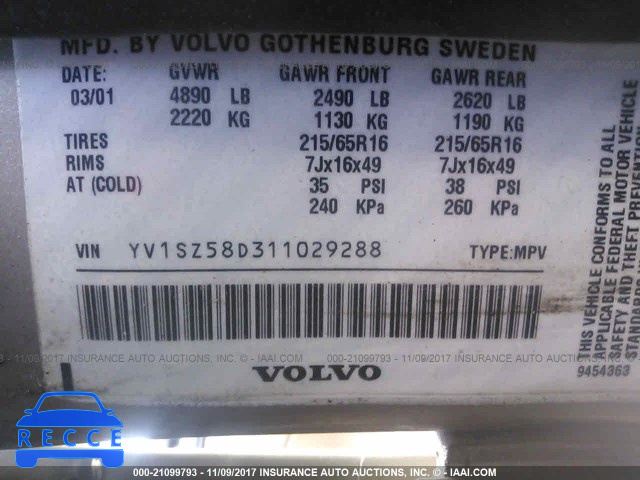 MFD. BY VOLVO GOTHENBURG SWEDEN
DATE: GVWR GAWR FRONT GAWR REAR
03/01 4890 LB 2490 LB 2620 LB
2220 KG 1130 KG 1190 KG
TIRES 215/65R16 215/65R16
RIMS 7Jx16x49 7Jx16x49
AT (COLD) 35 PSI 38 PSI
240 KPa 260 KPa
VIN YV1SZ58D311029288 TYPE:MPV
THIS VEHICLE CONFORMS TO ALL
APPLICABLE FEDERAL MOTOR VEHICLE
SAFETY AND THEFT PREVENTION
9454363
11/09/2017 INSURANCE AUTO AUCTIONS, INC. - © IAAI.COM 000-21099793 - 11/09/2017 INSURANCE AUTO AUCTIONS, INC. - © IAAI.COM
VOLVO
RECCE
000-21099793 - 11/09/2017 INSURANCE AUTO AUCTIONS, INC. - © IAAI.COM